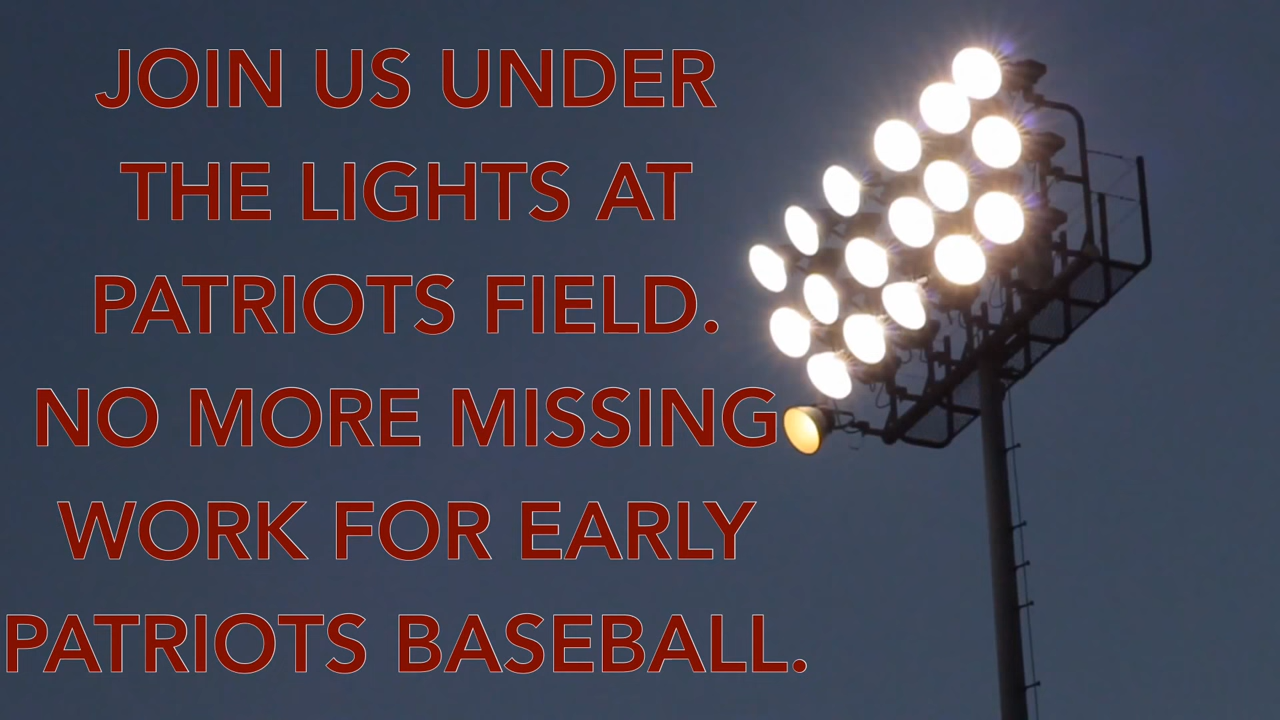 JOIN US UNDER
THE LIGHTS AT
PATRIOTS FIELD.
NO MORE MISSING
WORK FOR EARLY
PATRIOTS BASEBALL.